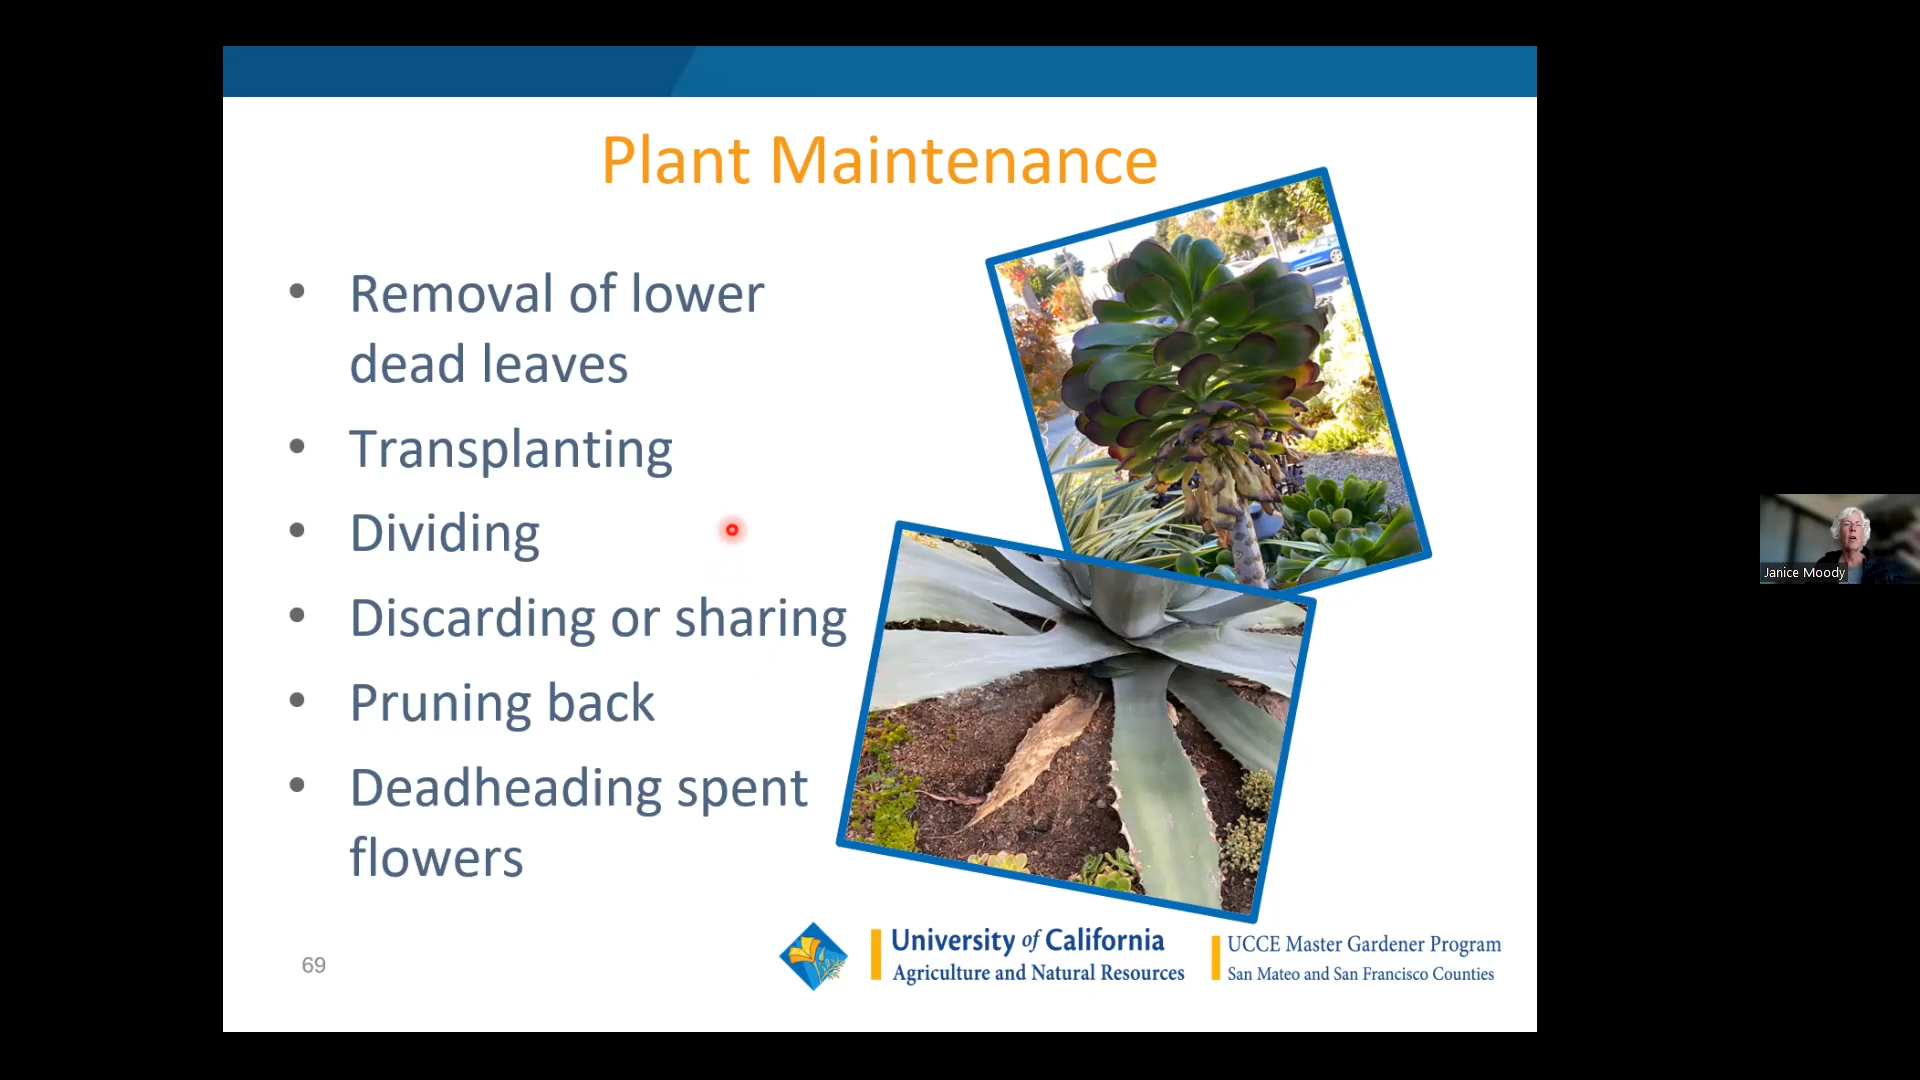 Plant Maintenance
• Removal of lower
dead leaves
• Transplanting
• Dividing
• Discarding or sharing
• Pruning back
• Deadheading spent
flowers
69
University of California
Agriculture and Natural Resources
UCCE Master Gardener Program
San Mateo and San Francisco Counties
Janice Moody